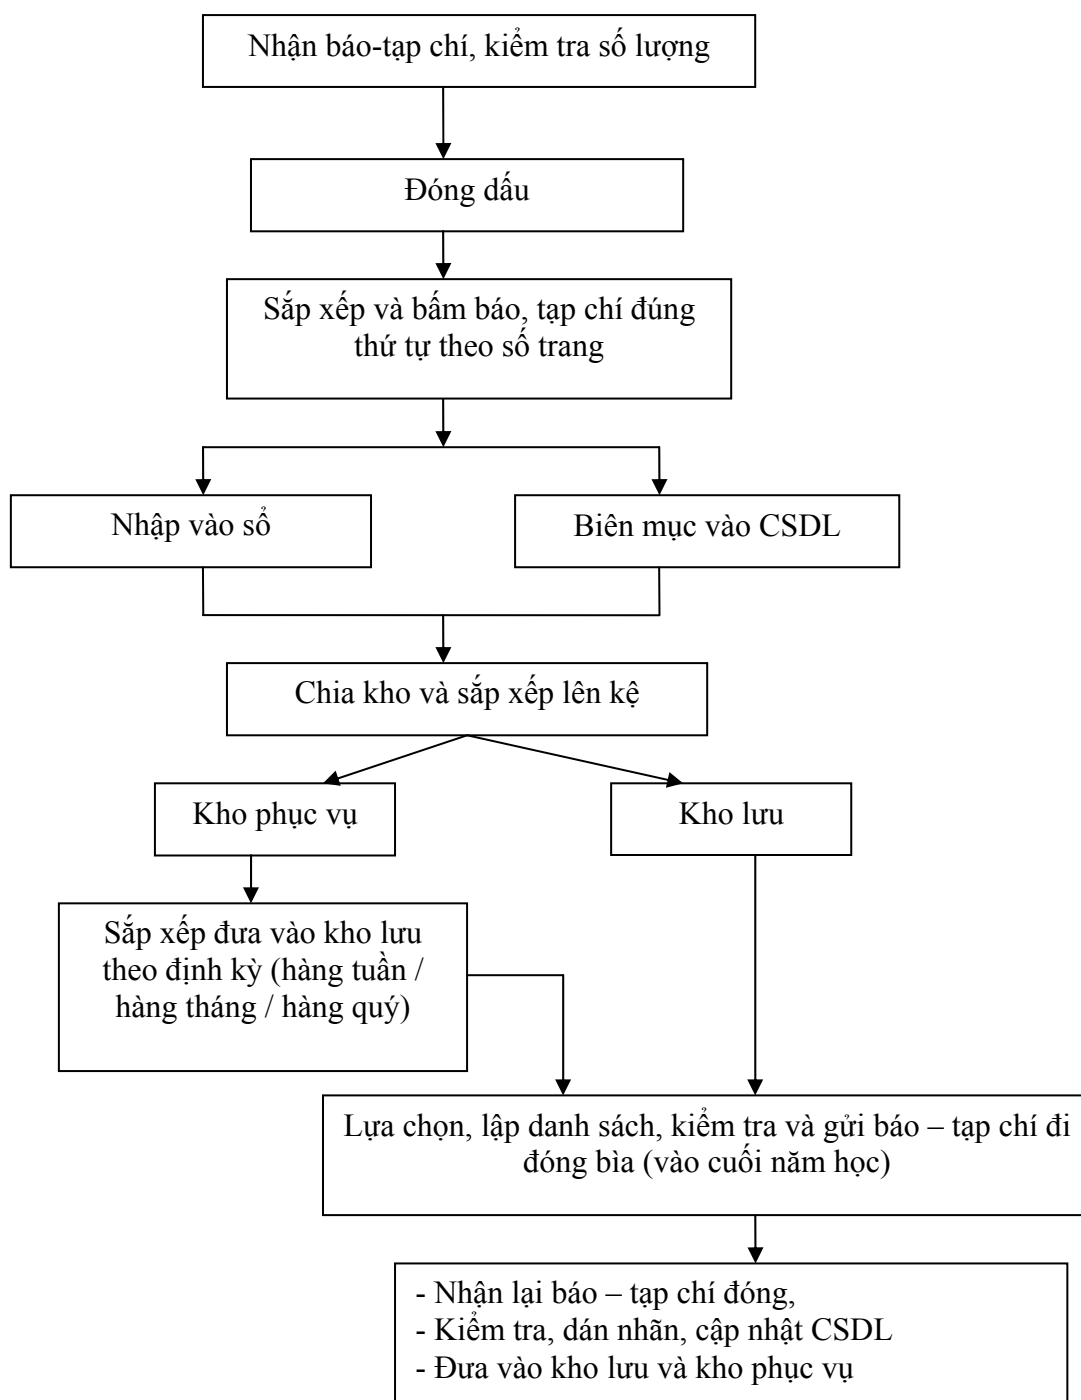 Nhận báo-tạp chí, kiểm tra số lượng
Đóng dấu
Sắp xếp và bấm báo, tạp chí đúng
thứ tự theo số trang
Nhập vào sổ
Biên mục vào CSDL
Chia kho và sắp xếp lên kệ
Kho phục vụ
Kho lưu
Sắp xếp đưa vào kho lưu
theo định kỳ (hàng tuần /
hàng tháng / hàng quý)
Lựa chọn, lập danh sách, kiểm tra và gửi báo – tạp chí đi
đóng bìa (vào cuối năm học)
- Nhận lại báo – tạp chí đóng,
- Kiểm tra, dán nhãn, cập nhật CSDL
- Đưa vào kho lưu và kho phục vụ